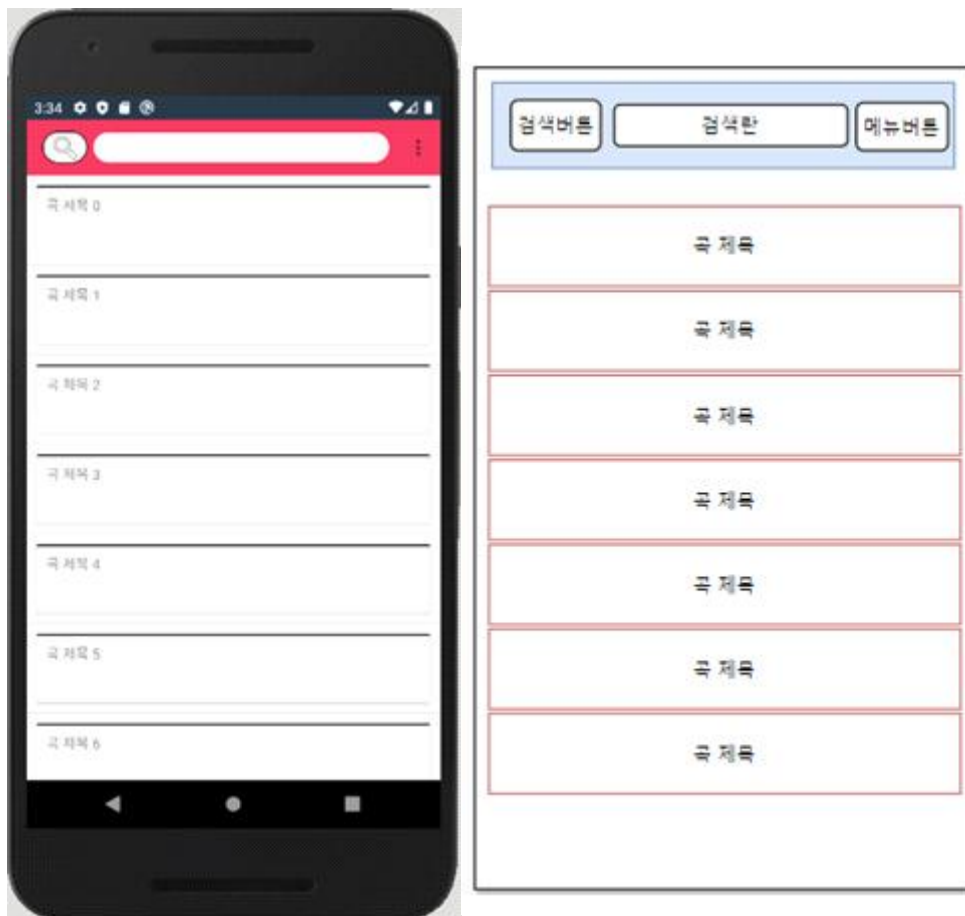 3:34
곡 제목 0
곡 제목 1
곡 제목 2
곡 제목 3
곡 제목 4
곡 제목 5
곡 제목 6
검색버튼 검색란 메뉴버튼
곡 제목
곡 제목
곡 제목
곡 제목
곡 제목
곡 제목
곡 제목